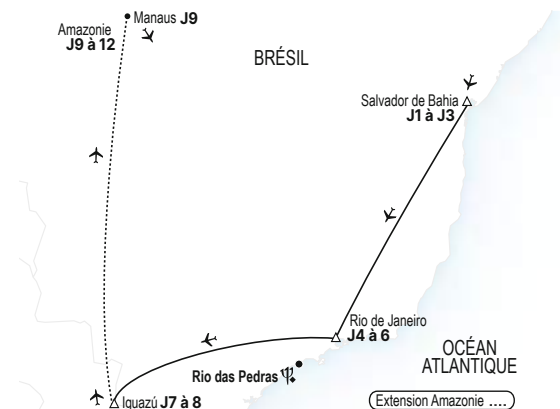 Manaus J9
Amazonie
J9 à 12
BRÉSIL
Salvador de Bahia
J1 à J3
Rio de Janeiro
J4 à 6
OCÉAN
ATLANTIQUE
Rio das Pedras
Iguazú J7 à 8
Extension Amazonie ....